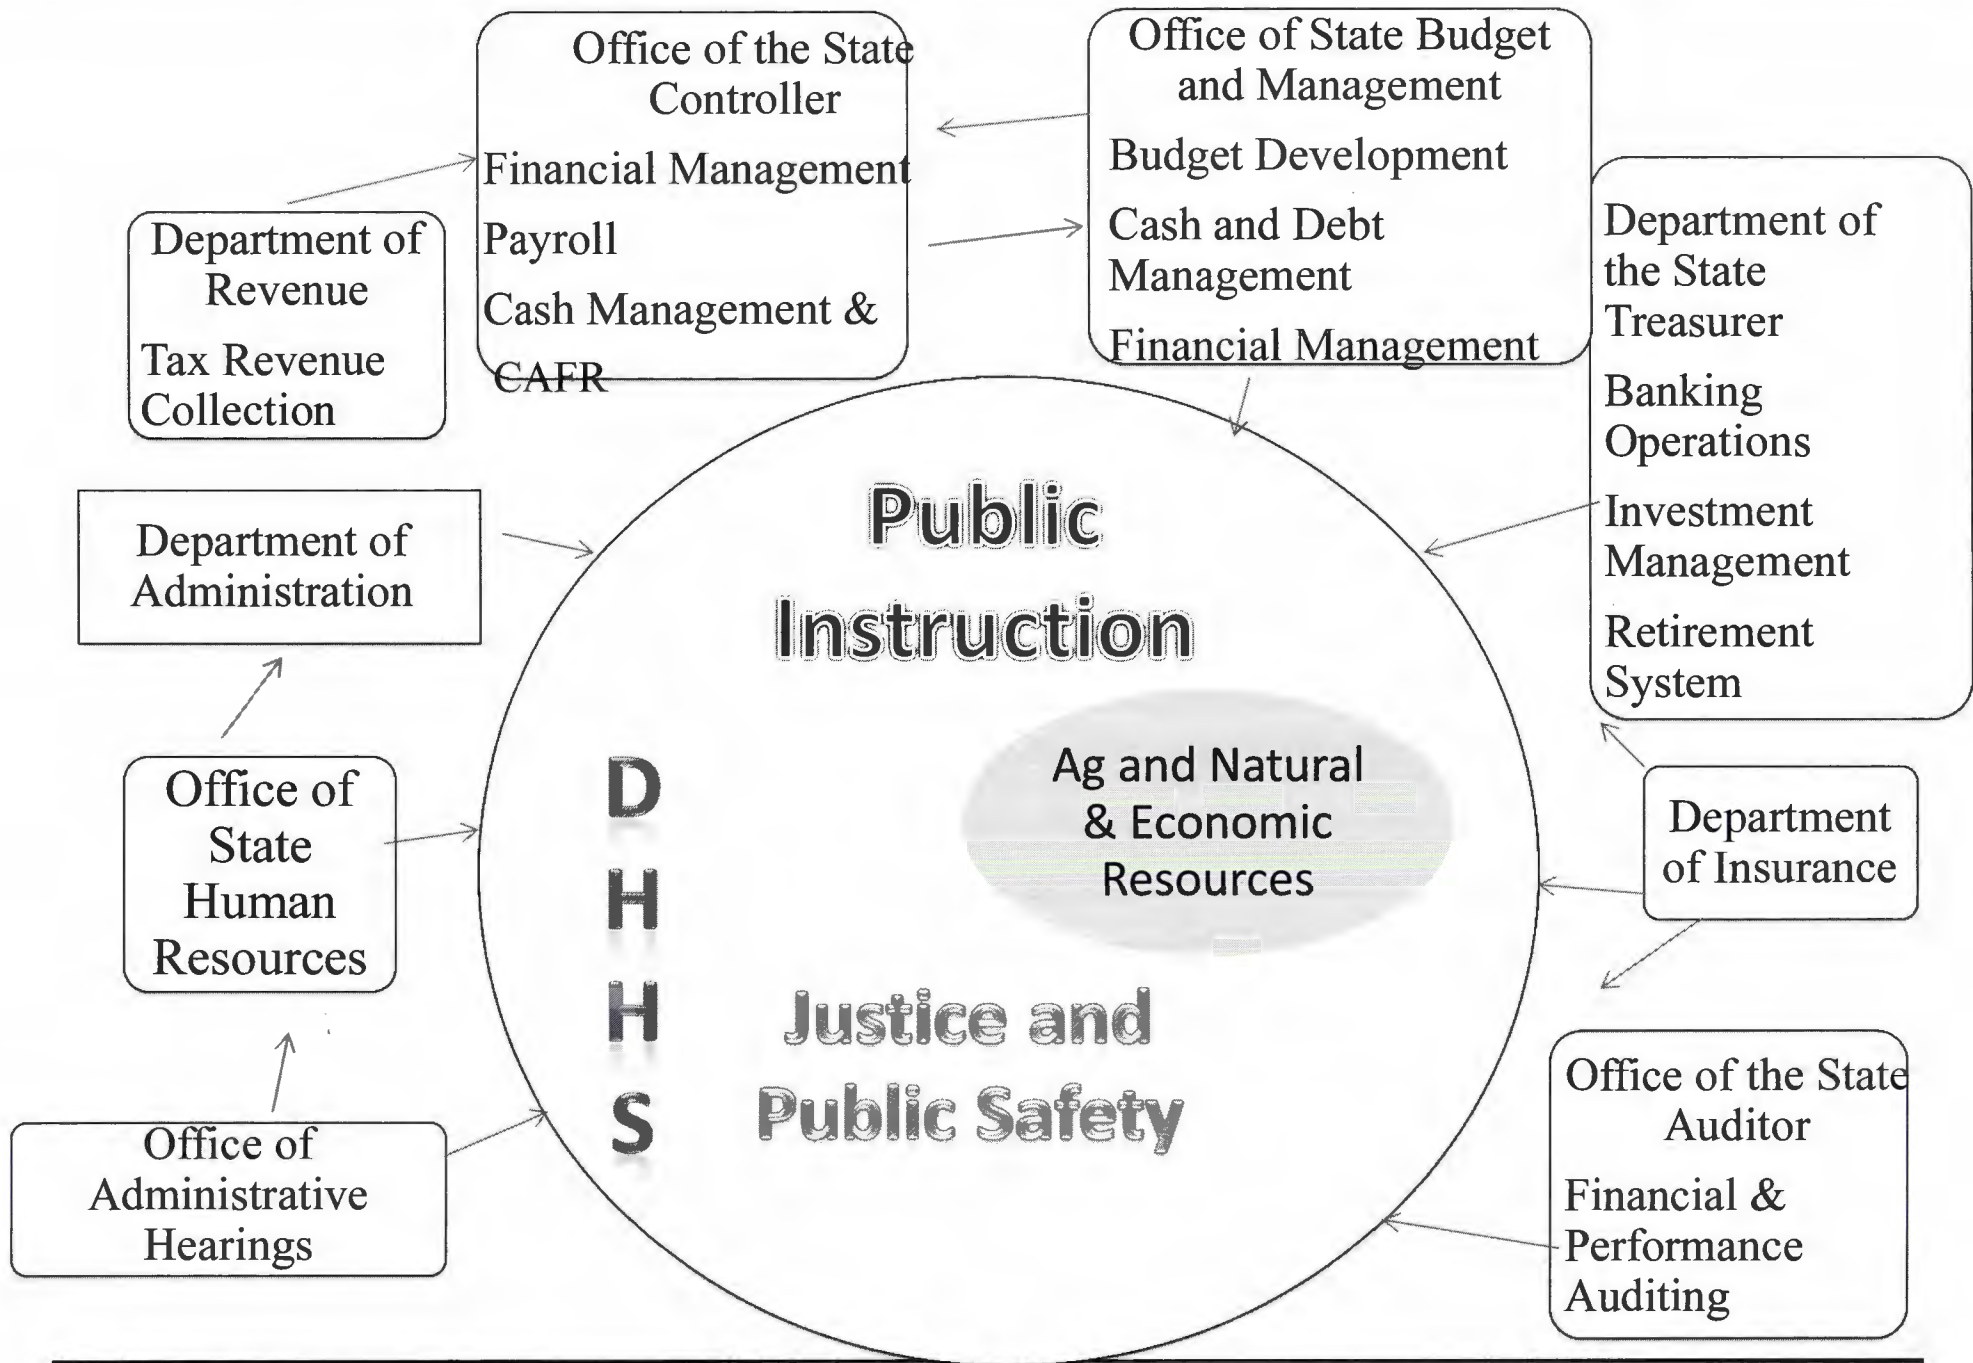 Office of the State
Controller
Financial Management
Payroll
Cash Management &
CAFR
Office of State Budget
and Management
Budget Development
Cash and Debt
Management
Financial Management
Department of
the State
Treasurer
Banking
Operations
Investment
Management
Retirement
System
Department of
Revenue
Tax Revenue
Collection
Department of
Administration
Office of
State
Human
Resources
Office of
Administrative
Hearings
Public
Instruction
D
H
H
S
Ag and Natural
& Economic
Resources
Justice and
Public Safety
Department
of Insurance
Office of the State
Auditor
Financial &
Performance
Auditing